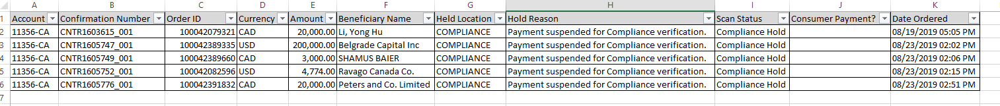 A B C D E F G H I J K
1 Account Confirmation Number Order ID Currency Amount Beneficiary Name Held Location Hold Reason Scan Status Consumer Payment? Date Ordered
2 11356-CA CNTR1603615_001 100042079321 CAD 20,000.00 Li, Yong Hu COMPLIANCE Payment suspended for Compliance verification. Compliance Hold 08/19/2019 05:05 PM
3 11356-CA CNTR1605747_001 100042389335 USD 200,000.00 Belgrade Capital Inc COMPLIANCE Payment suspended for Compliance verification. Compliance Hold 08/23/2019 02:02 PM
4 11356-CA CNTR1605749_001 100042389660 CAD 3,000.00 SHAMUS BAIER COMPLIANCE Payment suspended for Compliance verification. Compliance Hold 08/23/2019 02:06 PM
5 11356-CA CNTR1605752_001 100042082596 USD 4,774.00 Ravago Canada Co. COMPLIANCE Payment suspended for Compliance verification. Compliance Hold 08/23/2019 02:15 PM
6 11356-CA CNTR1605776_001 100042391832 CAD 20,000.00 Peters and Co. Limited COMPLIANCE Payment suspended for Compliance verification. Compliance Hold 08/23/2019 02:51 PM
7